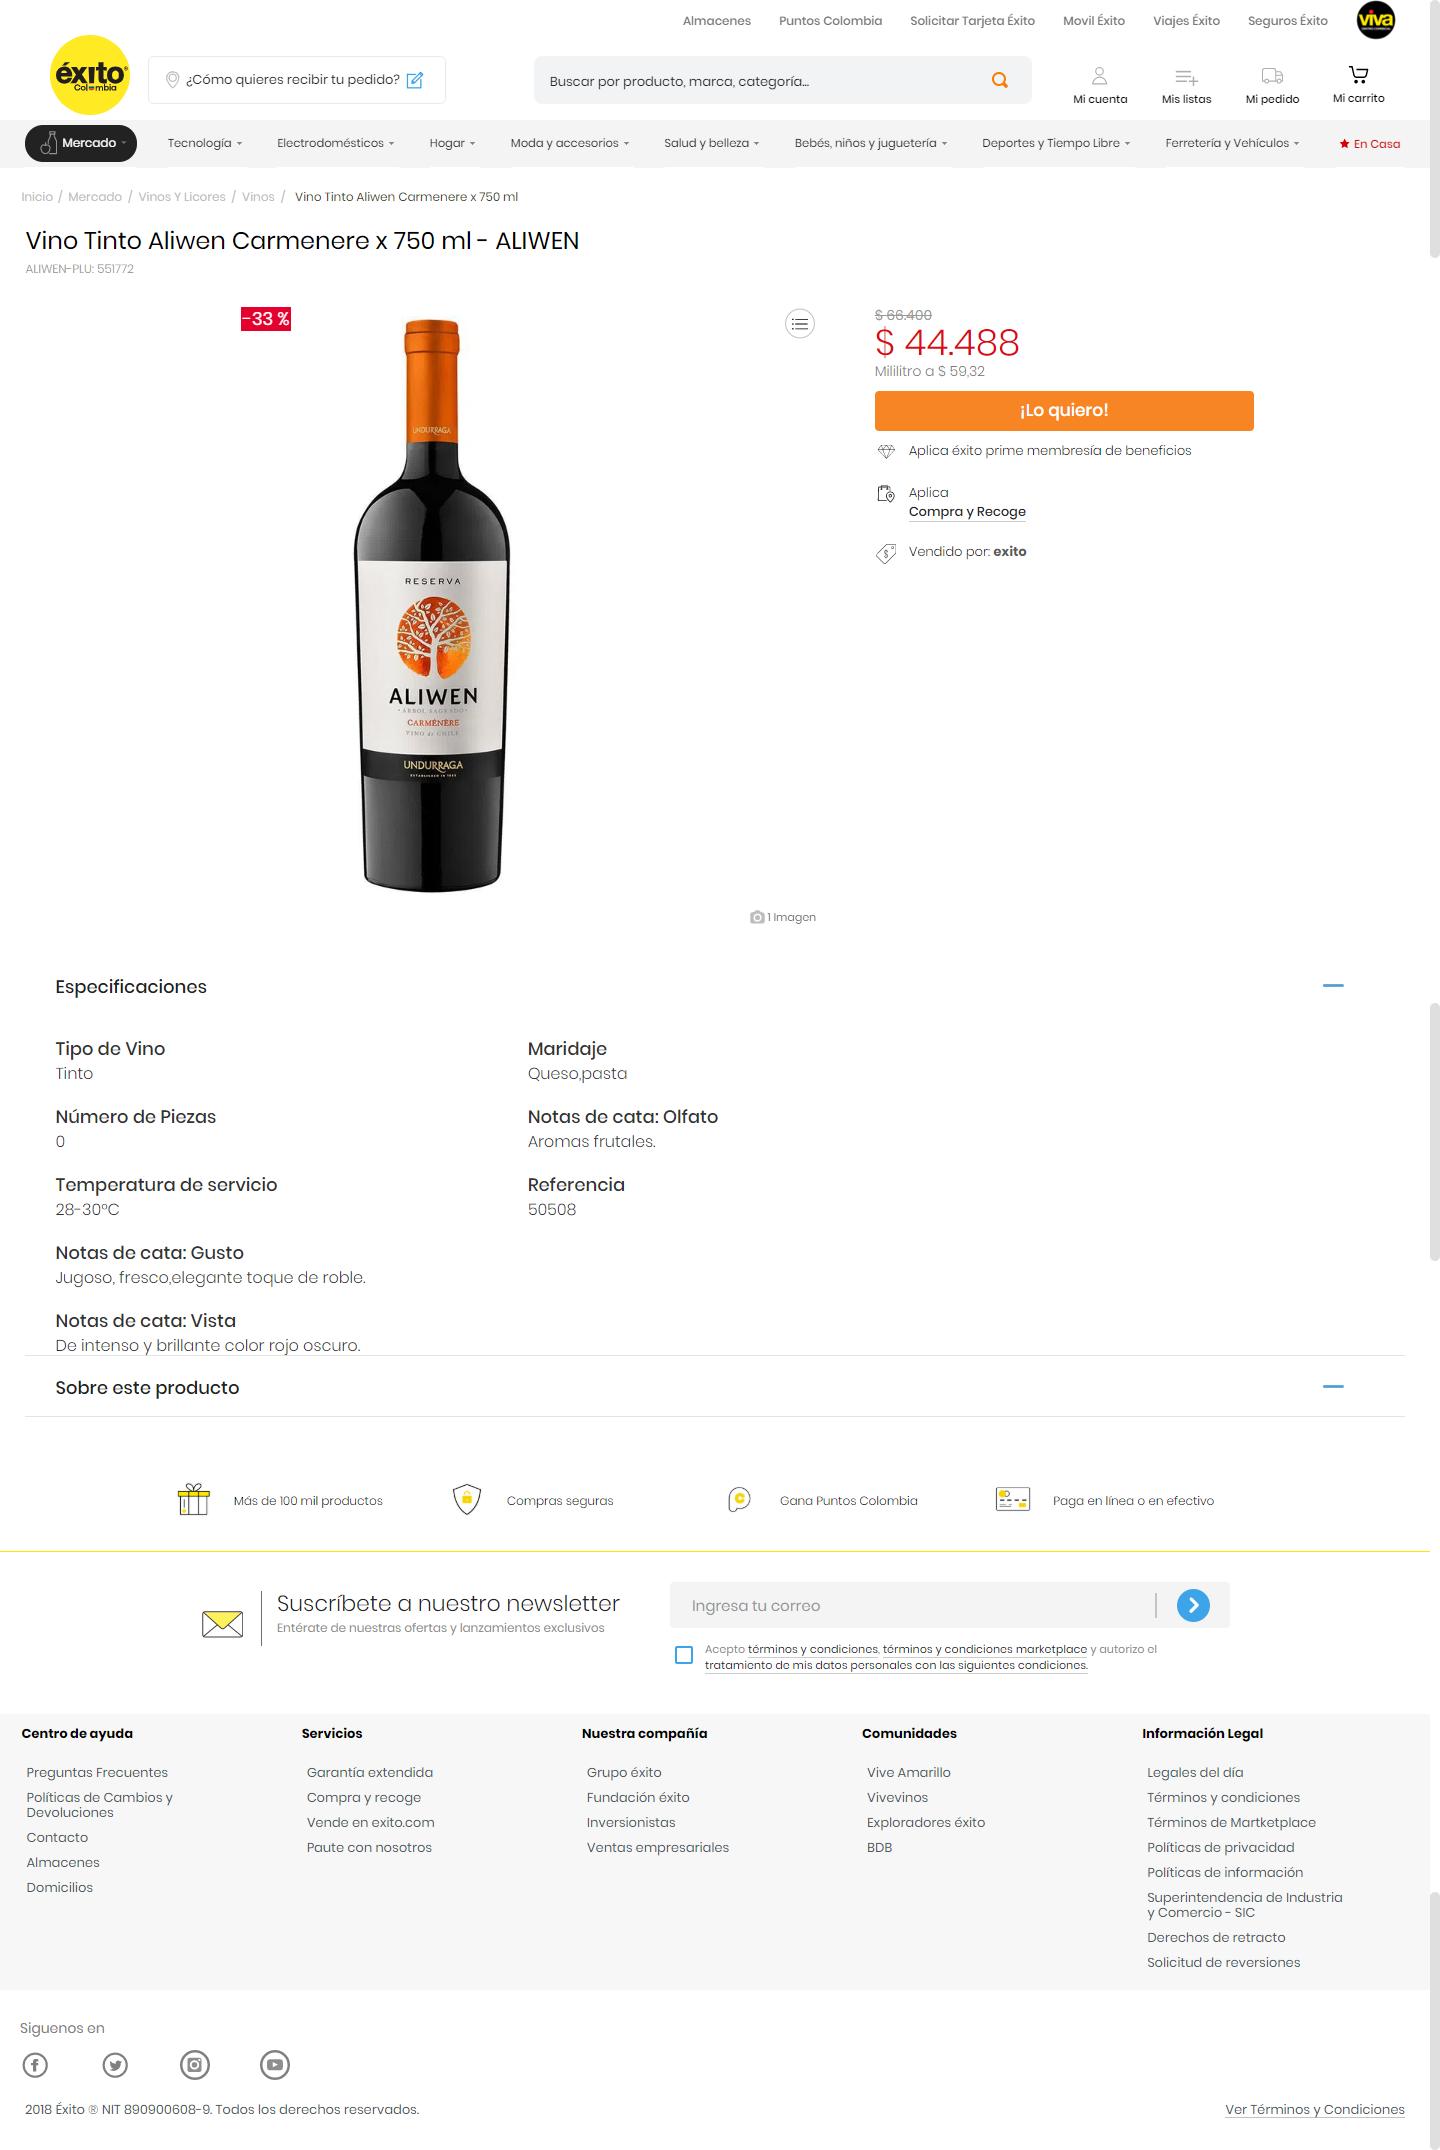 Almacenes Puntos Colombia Solicitar Tarjeta Éxito Movil Éxito Viajes Éxito Seguros Éxito viva
éxito
Colombia
¿Cómo quieres recibir tu pedido?
Buscar por producto, marca, categoría...
Mi cuenta Mis listas Mi pedido Mi carrito
Mercado Tecnología Electrodomésticos Hogar Moda y accesorios Salud y belleza Bebés, niños y juguetería Deportes y Tiempo Libre Ferretería y Vehículos En Casa
Inicio / Mercado / Vinos Y Licores / Vinos / Vino Tinto Aliwen Carmenere x 750 ml
Vino Tinto Aliwen Carmenere x 750 ml - ALIWEN
ALIWEN-PLU: 551772
-33 %
UNDURRAGA
RESERVA
ALIWEN
ÁRBOL SAGRADO
CARMÉNÈRE
VINO de CHILE
UNDURRAGA
ESTABLISHED IN 1885
1 Imagen
$ 66.400
$ 44.488
Mililitro a $ 59,32
¡Lo quiero!
Aplica éxito prime membresía de beneficios
Aplica
Compra y Recoge
Vendido por: exito
Especificaciones
Tipo de Vino
Tinto
Maridaje
Queso,pasta
Número de Piezas
0
Notas de cata: Olfato
Aromas frutales.
Temperatura de servicio
28-30°C
Referencia
50508
Notas de cata: Gusto
Jugoso, fresco,elegante toque de roble.
Notas de cata: Vista
De intenso y brillante color rojo oscuro.
Sobre este producto
Más de 100 mil productos Compras seguras Gana Puntos Colombia Paga en línea o en efectivo
Suscríbete a nuestro newsletter
Entérate de nuestras ofertas y lanzamientos exclusivos
Ingresa tu correo
Acepto términos y condiciones, términos y condiciones marketplace y autorizo el
tratamiento de mis datos personales con las siguientes condiciones.
Centro de ayuda
Preguntas Frecuentes
Políticas de Cambios y
Devoluciones
Contacto
Almacenes
Domicilios
Servicios
Garantía extendida
Compra y recoge
Vende en exito.com
Paute con nosotros
Nuestra compañía
Grupo éxito
Fundación éxito
Inversionistas
Ventas empresariales
Comunidades
Vive Amarillo
Vivevinos
Exploradores éxito
BDB
Información Legal
Legales del día
Términos y condiciones
Términos de Martketplace
Políticas de privacidad
Políticas de información
Superintendencia de Industria
y Comercio - SIC
Derechos de retracto
Solicitud de reversiones
Siguenos en
2018 Éxito ® NIT 890900608-9. Todos los derechos reservados.
Ver Términos y Condiciones